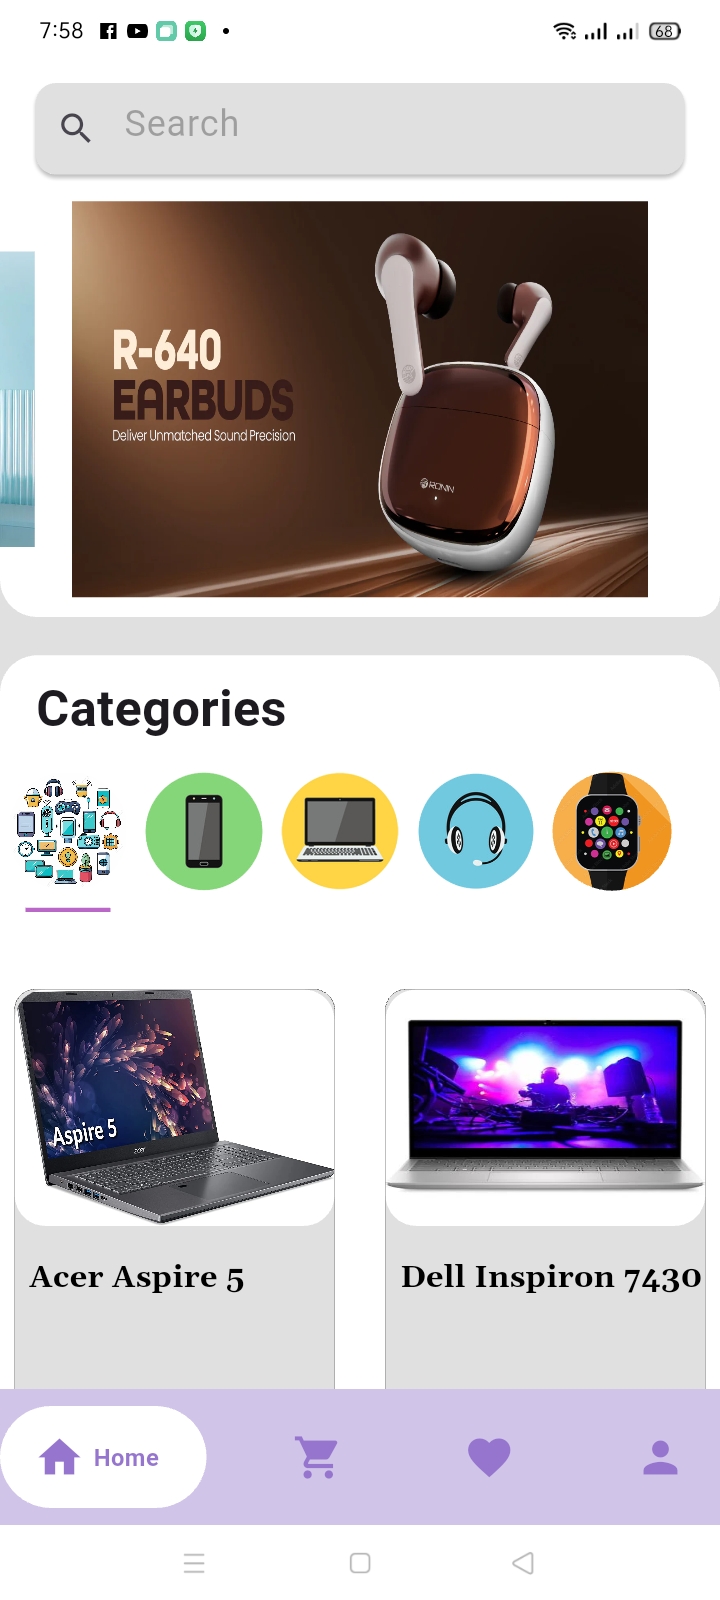 7:58
68
Search
R-640
EARBUDS
Deliver Unmatched Sound Precision
RONIN
Categories
Aspire 5
acer
Acer Aspire 5
Dell Inspiron 7430
Home